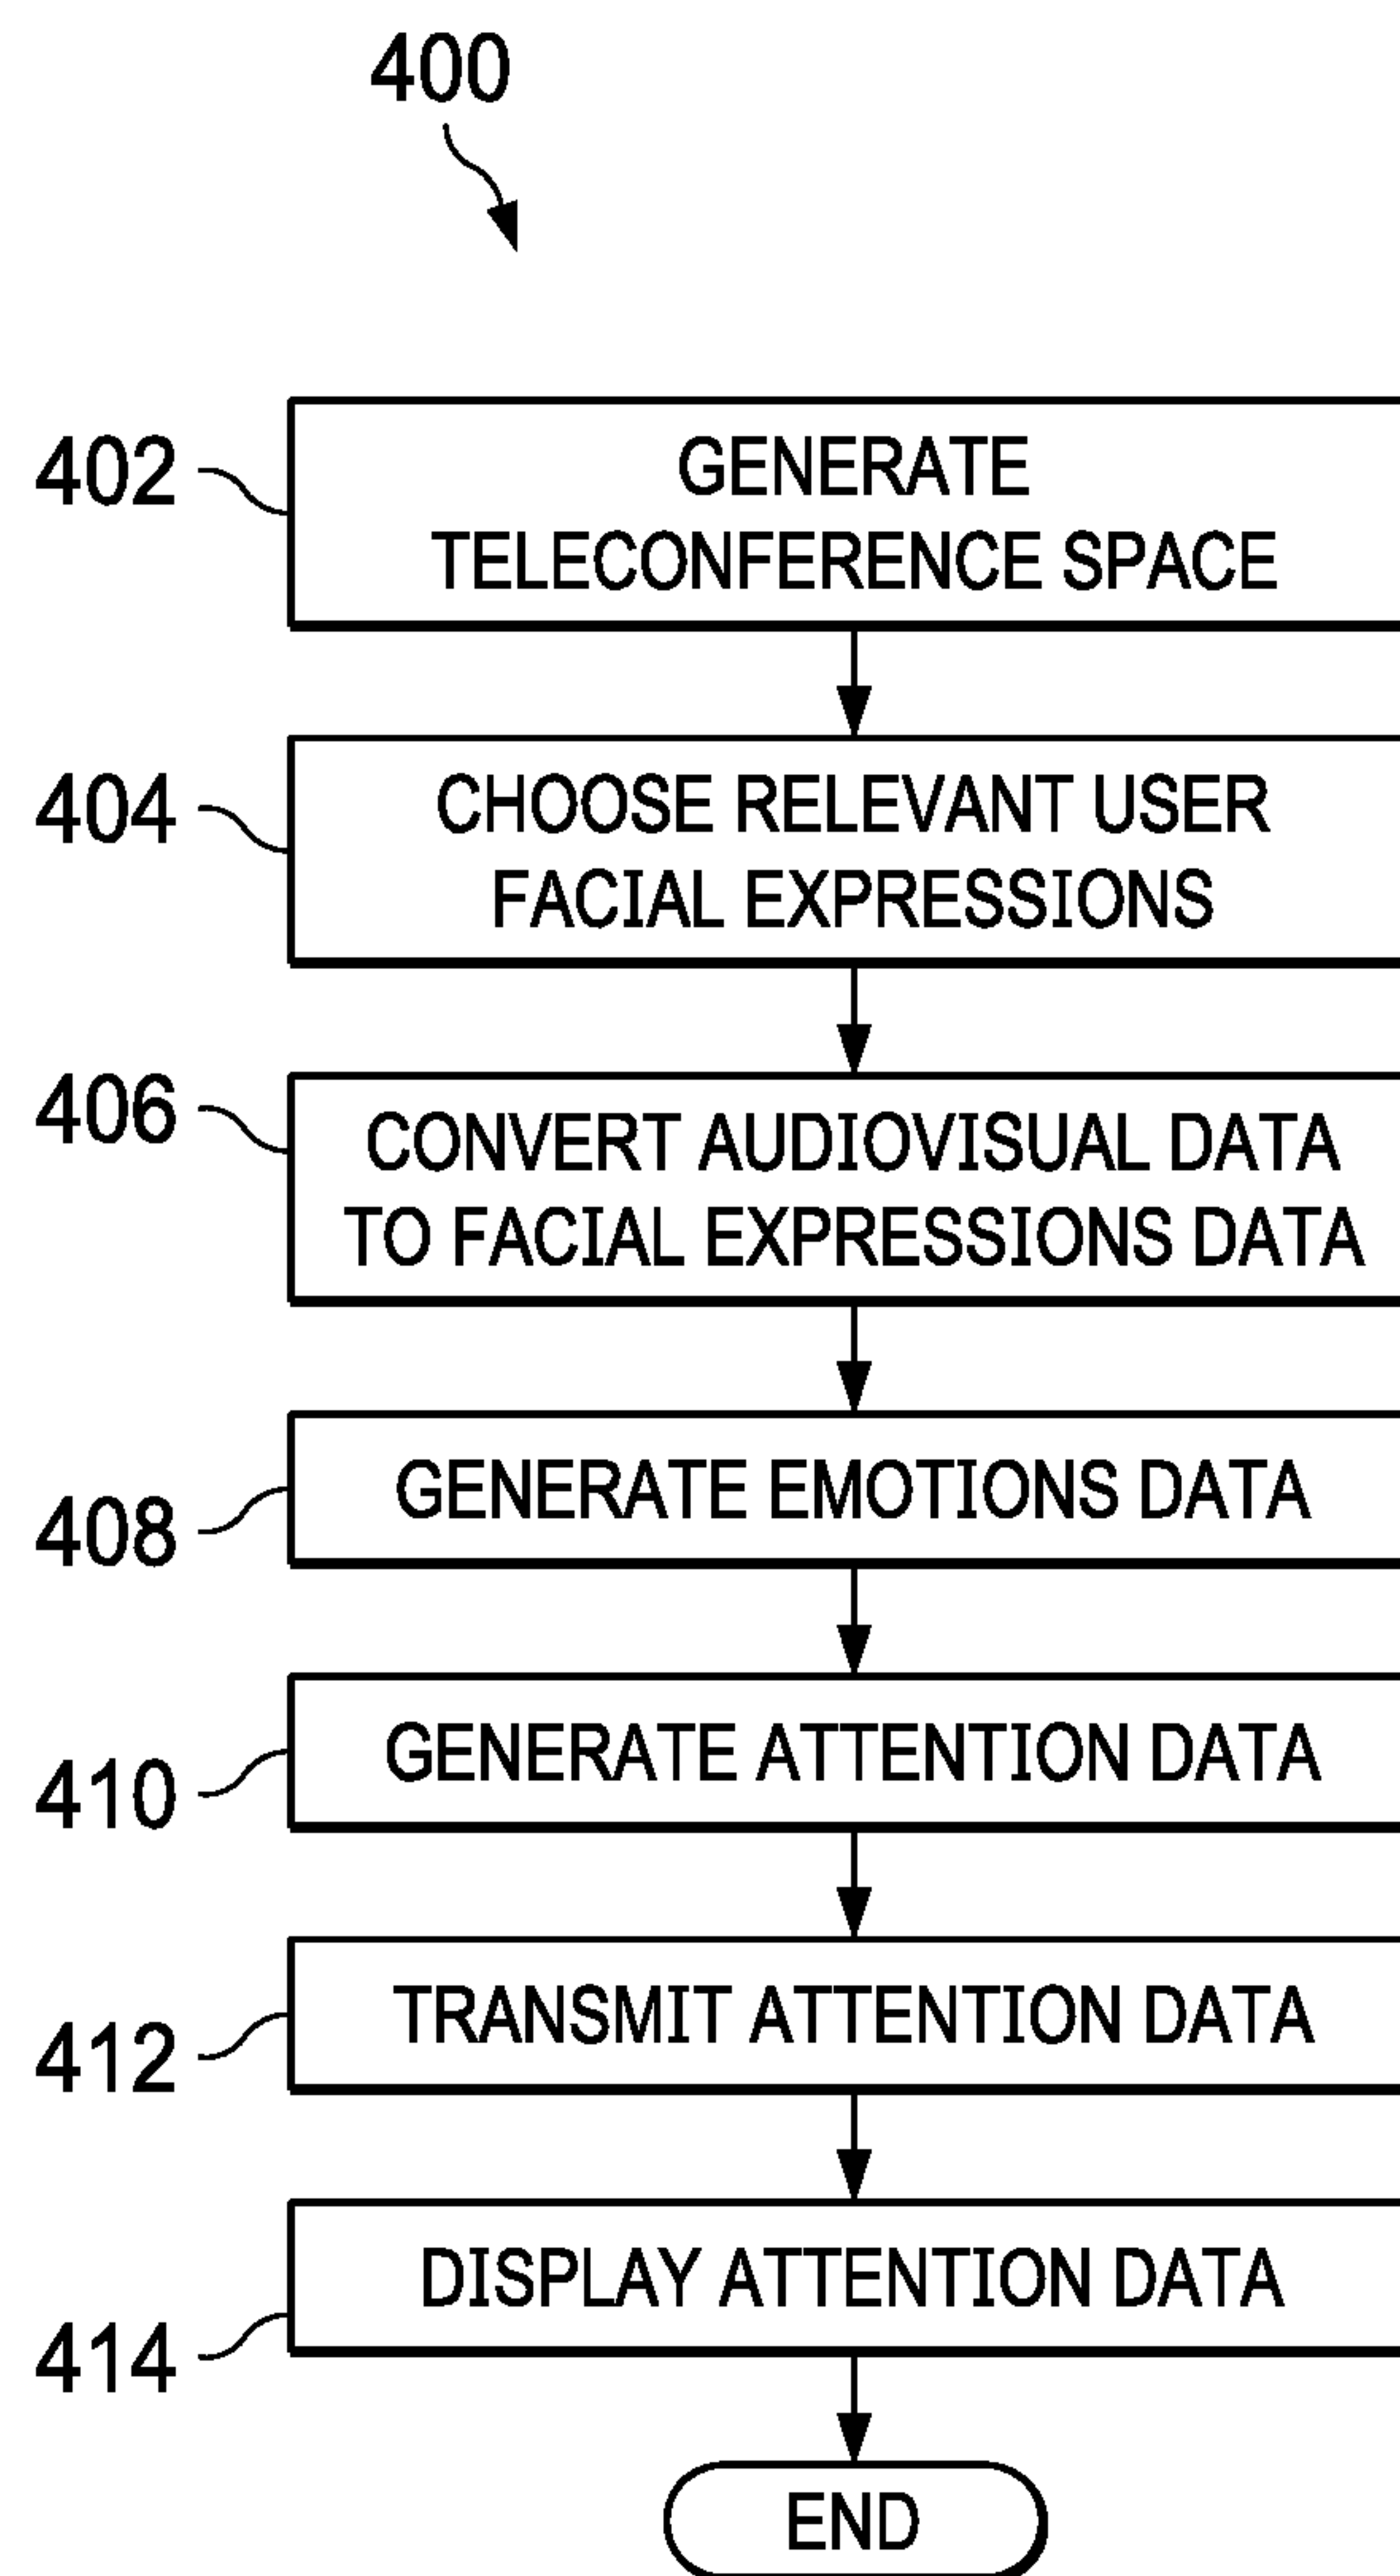 400
402
GENERATE
TELECONFERENCE SPACE
404
CHOOSE RELEVANT USER
FACIAL EXPRESSIONS
406
CONVERT AUDIOVISUAL DATA
TO FACIAL EXPRESSIONS DATA
408
GENERATE EMOTIONS DATA
410
GENERATE ATTENTION DATA
412
TRANSMIT ATTENTION DATA
414
DISPLAY ATTENTION DATA
END